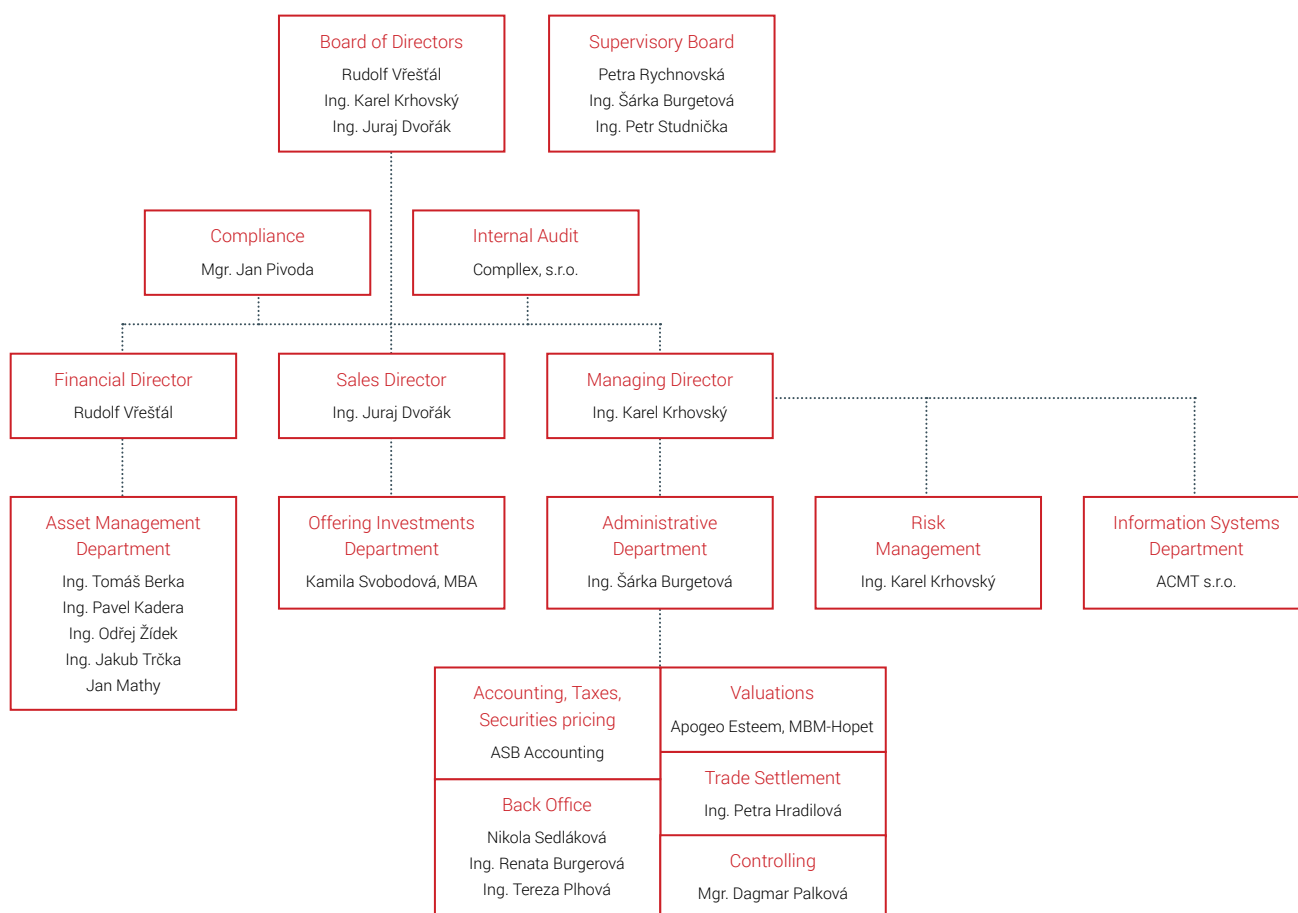 Board of Directors
Rudolf Vřešťál
Ing. Karel Krhovský
Ing. Juraj Dvořák
Supervisory Board
Petra Rychnovská
Ing. Šárka Burgetová
Ing. Petr Studnička
Compliance
Mgr. Jan Pivoda
Internal Audit
Compllex, s.r.o.
Financial Director
Rudolf Vřešťál
Sales Director
Ing. Juraj Dvořák
Managing Director
Ing. Karel Krhovský
Asset Management
Department
Ing. Tomáš Berka
Ing. Pavel Kadera
Ing. Odřej Žídek
Ing. Jakub Trčka
Jan Mathy
Offering Investments
Department
Kamila Svobodová, MBA
Administrative
Department
Ing. Šárka Burgetová
Risk
Management
Ing. Karel Krhovský
Information Systems
Department
ACMT s.r.o.
Accounting, Taxes,
Securities pricing
ASB Accounting
Back Office
Nikola Sedláková
Ing. Renata Burgerová
Ing. Tereza Plhová
Valuations
Apogeo Esteem, MBM-Hopet
Trade Settlement
Ing. Petra Hradilová
Controlling
Mgr. Dagmar Palková